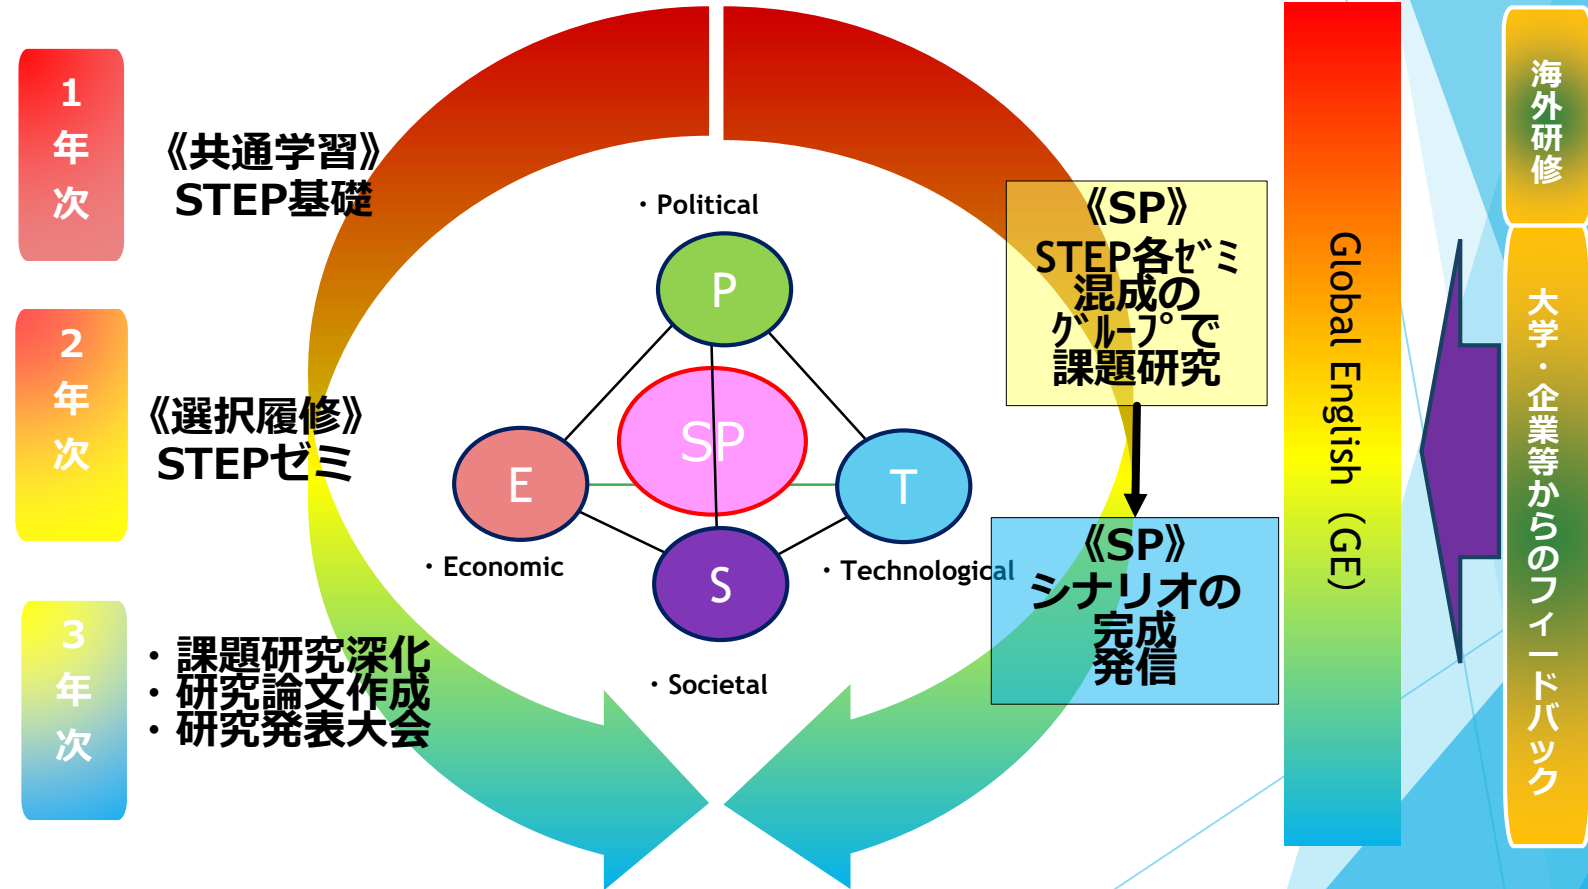 1
年
次
《共通学習》
STEP基礎
2
年
次
《選択履修》
STEPゼミ
3
年
次
・課題研究深化
・研究論文作成
・研究発表大会
・Political
P
SP
E
T
S
・Economic
・Technological
・Societal
《SP》
STEP各ｾﾞﾐ
混成の
ｸﾞﾙｰﾌﾟで
課題研究
《SP》
シナリオの
完成
発信
Global English（GE）
海外研修
大学・企業等からのフィードバック